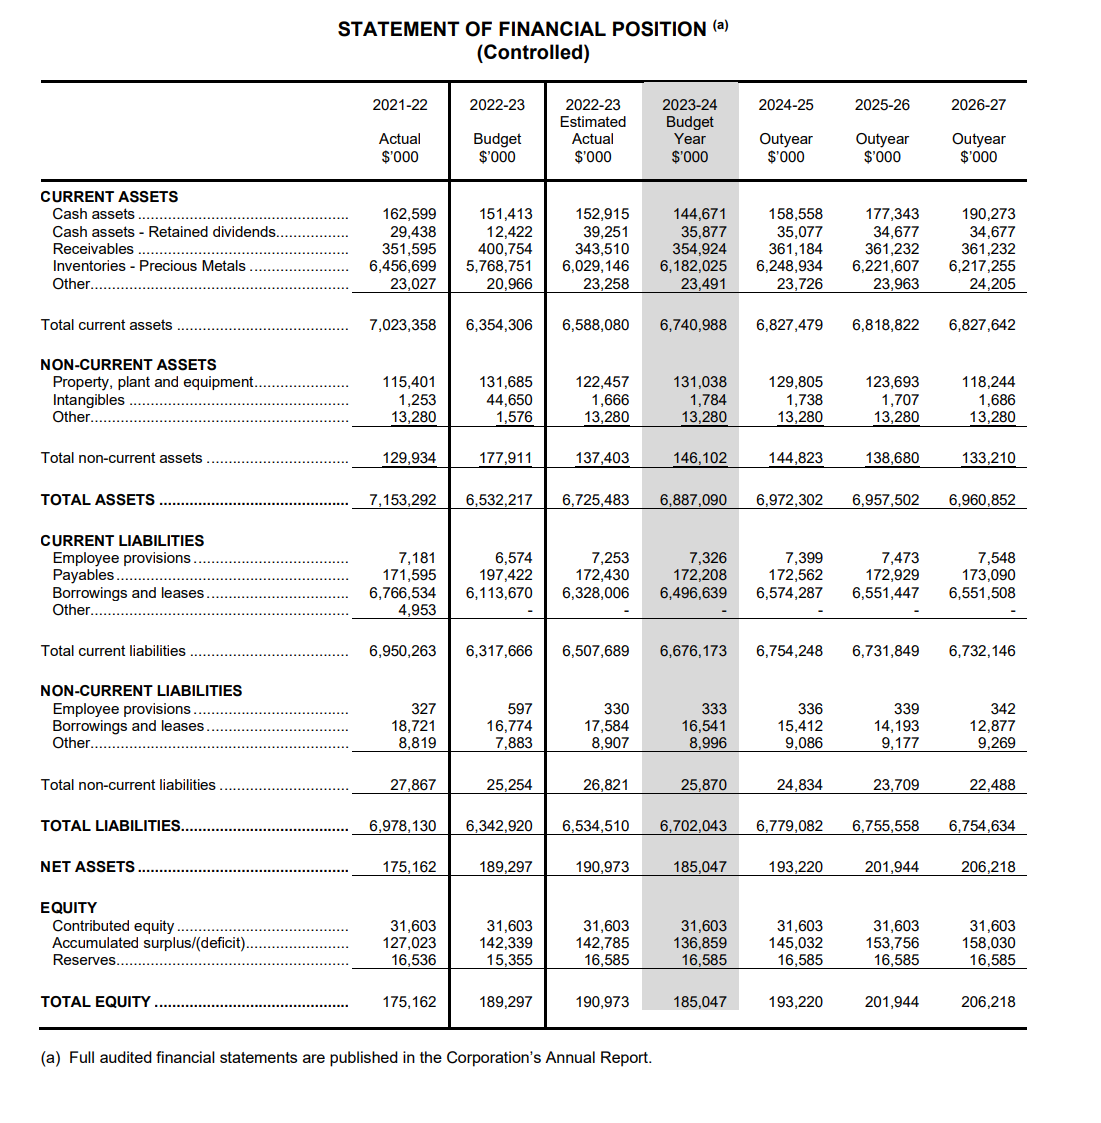 STATEMENT OF FINANCIAL POSITION (a)
(Controlled)
2021-22 2022-23 2022-23 2023-24 2024-25 2025-26 2026-27
Estimated Budget
Actual Budget Actual Year Outyear Outyear Outyear
$'000 $'000 $'000 $'000 $'000 $'000 $'000
CURRENT ASSETS
Cash assets 162,599 151,413 152,915 144,671 158,558 177,343 190,273
Cash assets - Retained dividends 29,438 12,422 39,251 35,877 35,077 34,677 34,677
Receivables 351,595 400,754 343,510 354,924 361,184 361,232 361,232
Inventories - Precious Metals 6,456,699 5,768,751 6,029,146 6,182,025 6,248,934 6,221,607 6,217,255
Other 23,027 20,966 23,258 23,491 23,726 23,963 24,205
Total current assets 7,023,358 6,354,306 6,588,080 6,740,988 6,827,479 6,818,822 6,827,642
NON-CURRENT ASSETS
Property, plant and equipment 115,401 131,685 122,457 131,038 129,805 123,693 118,244
Intangibles 1,253 44,650 1,666 1,784 1,738 1,707 1,686
Other 13,280 1,576 13,280 13,280 13,280 13,280 13,280
Total non-current assets 129,934 177,911 137,403 146,102 144,823 138,680 133,210
TOTAL ASSETS 7,153,292 6,532,217 6,725,483 6,887,090 6,972,302 6,957,502 6,960,852
CURRENT LIABILITIES
Employee provisions 7,181 6,574 7,253 7,326 7,399 7,473 7,548
Payables 171,595 197,422 172,430 172,208 172,562 172,929 173,090
Borrowings and leases 6,766,534 6,113,670 6,328,006 6,496,639 6,574,287 6,551,447 6,551,508
Other 4,953 - - - - - -
Total current liabilities 6,950,263 6,317,666 6,507,689 6,676,173 6,754,248 6,731,849 6,732,146
NON-CURRENT LIABILITIES
Employee provisions 327 597 330 333 336 339 342
Borrowings and leases 18,721 16,774 17,584 16,541 15,412 14,193 12,877
Other 8,819 7,883 8,907 8,996 9,086 9,177 9,269
Total non-current liabilities 27,867 25,254 26,821 25,870 24,834 23,709 22,488
TOTAL LIABILITIES 6,978,130 6,342,920 6,534,510 6,702,043 6,779,082 6,755,558 6,754,634
NET ASSETS 175,162 189,297 190,973 185,047 193,220 201,944 206,218
EQUITY
Contributed equity 31,603 31,603 31,603 31,603 31,603 31,603 31,603
Accumulated surplus/(deficit) 127,023 142,339 142,785 136,859 145,032 153,756 158,030
Reserves 16,536 15,355 16,585 16,585 16,585 16,585 16,585
TOTAL EQUITY 175,162 189,297 190,973 185,047 193,220 201,944 206,218
(a) Full audited financial statements are published in the Corporation's Annual Report.